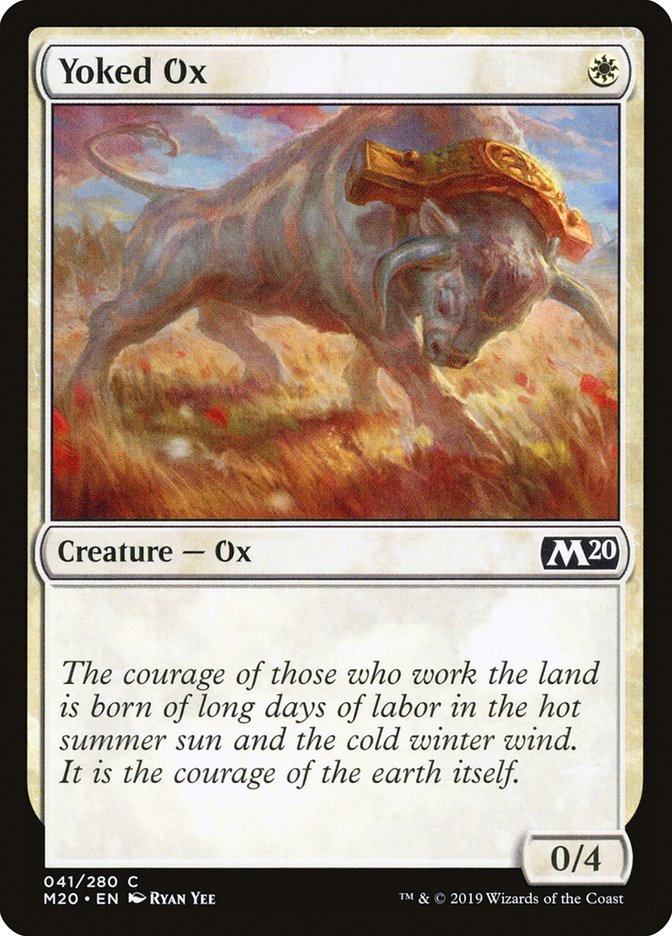 Yoked Ox
Creature — Ox
M20
The courage of those who work the land
is born of long days of labor in the hot
summer sun and the cold winter wind.
It is the courage of the earth itself.
0/4
041/280 C
M20 • EN Ryan Yee
™ & © 2019 Wizards of the Coast